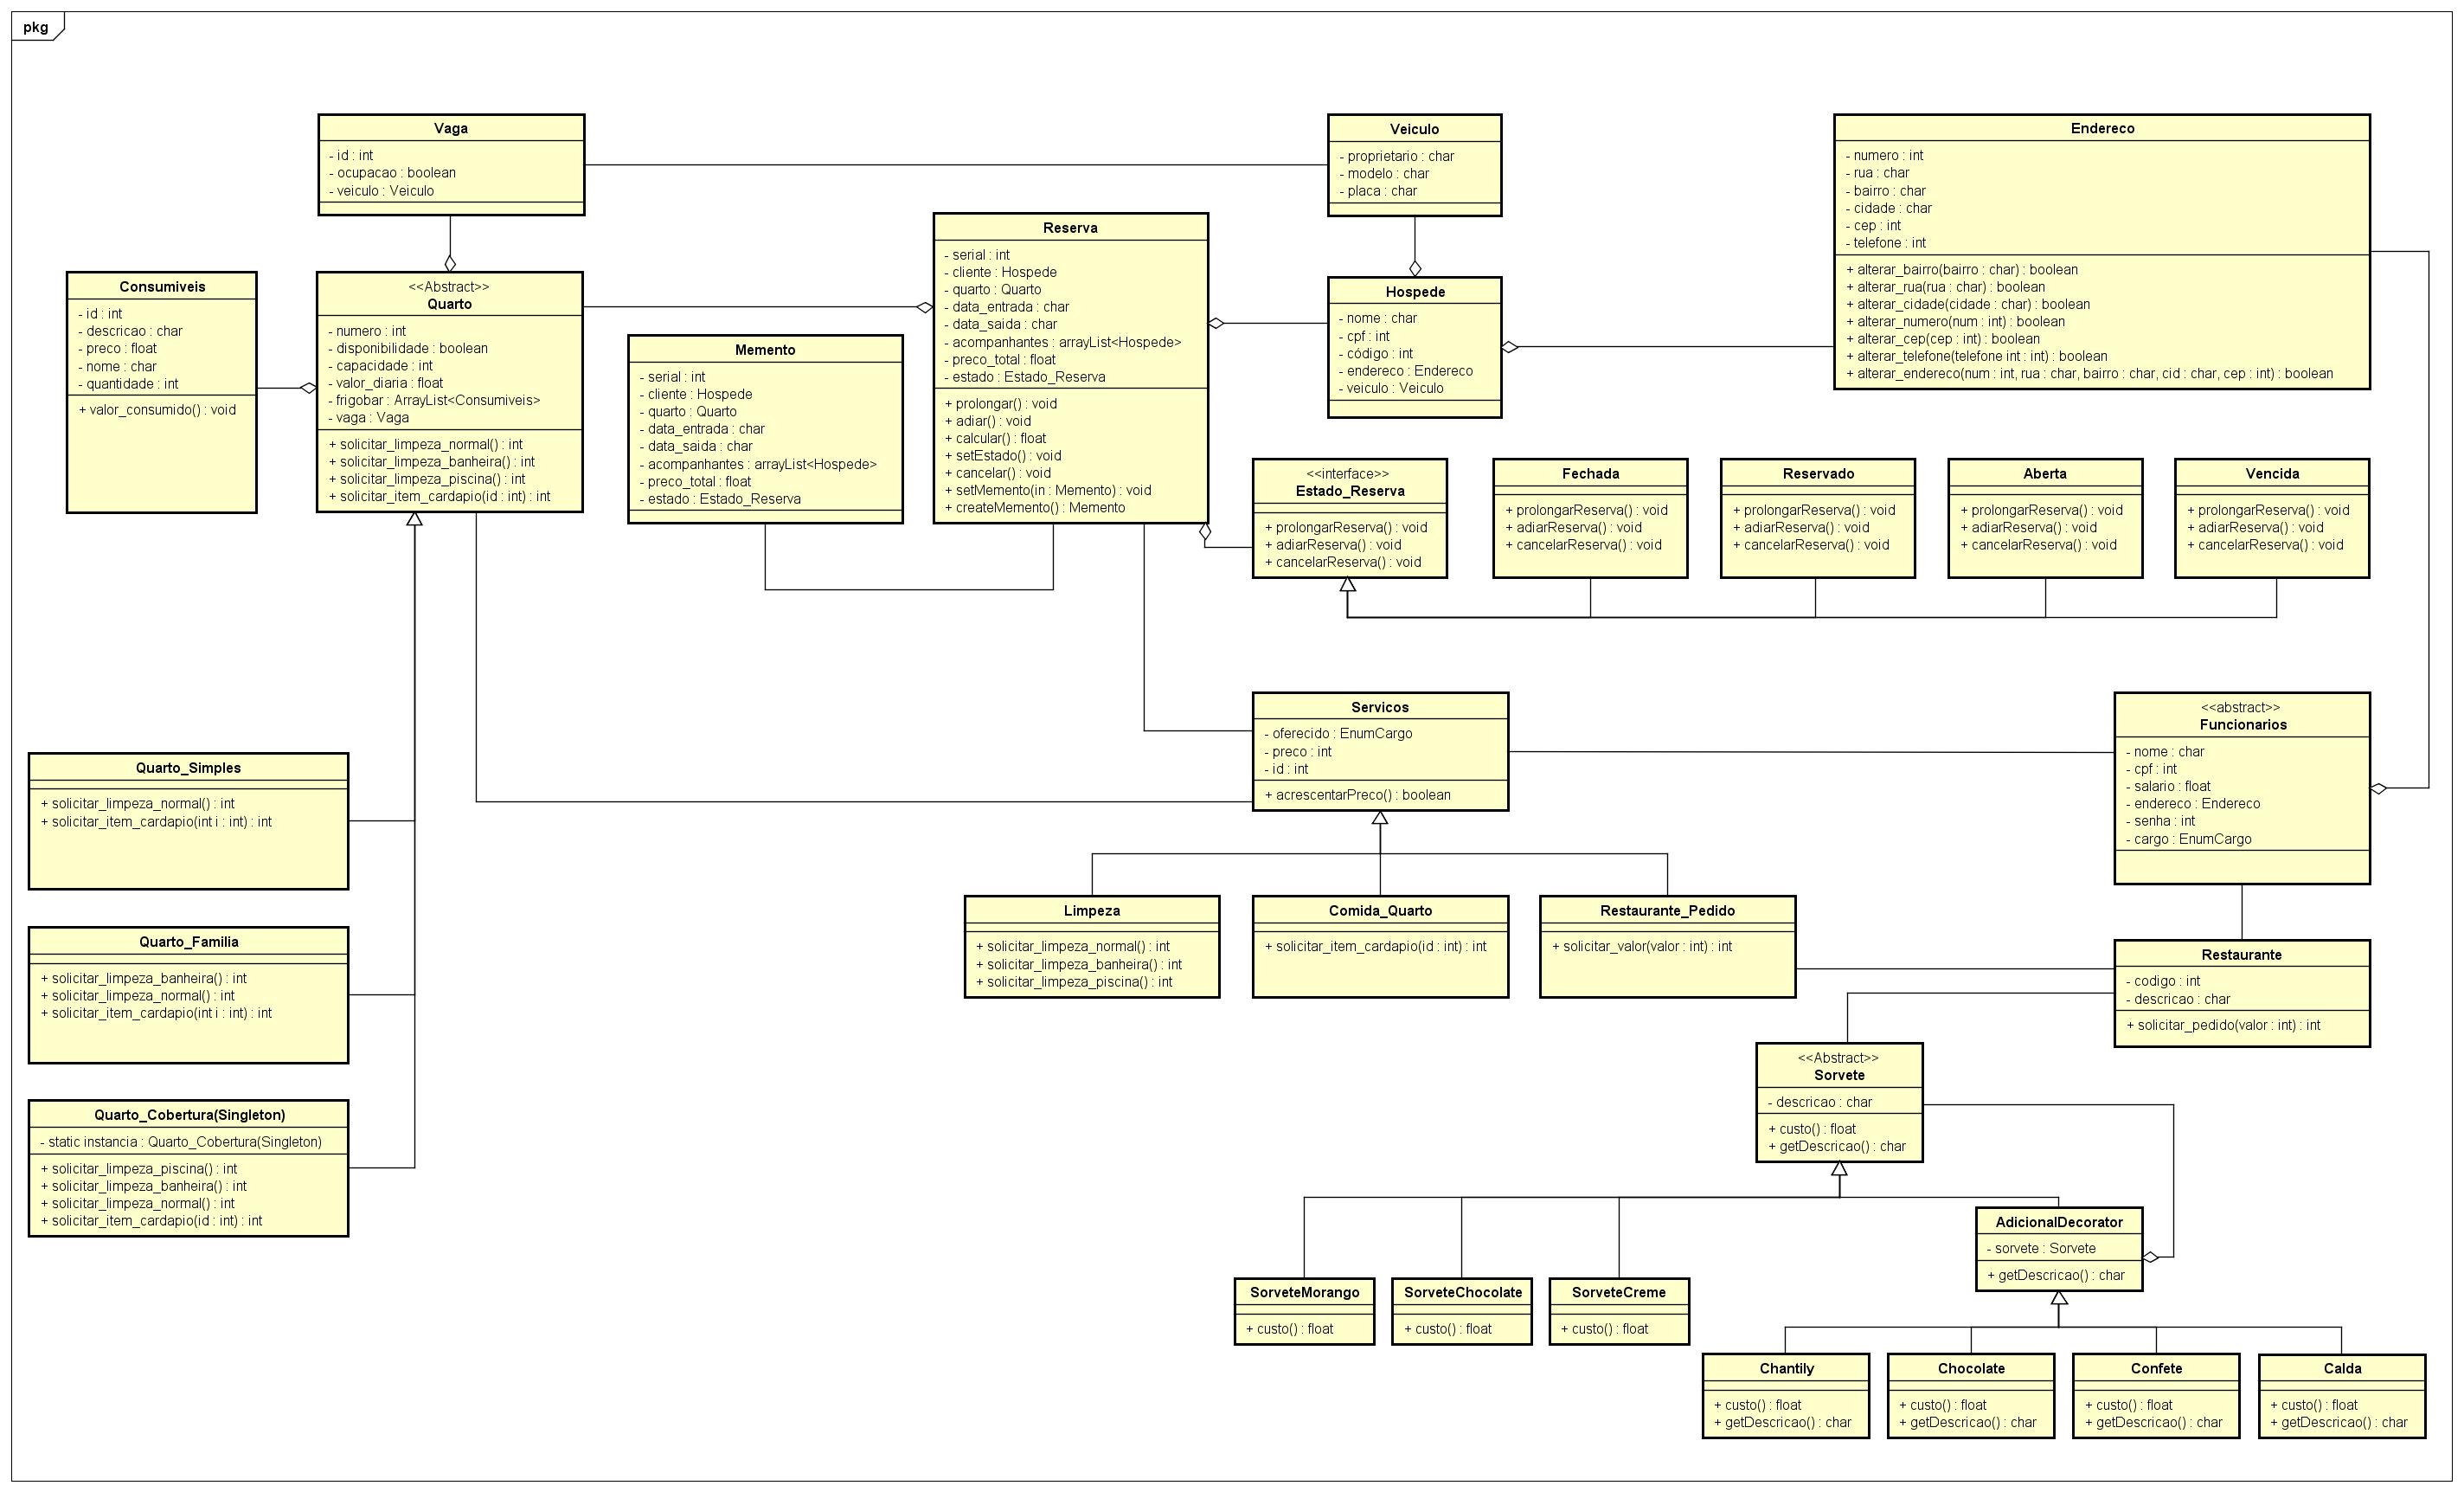 pkg
Vaga
- id : int
- ocupacao : boolean
- veiculo : Veiculo
Veiculo
- proprietario : char
- modelo : char
- placa : char
Endereco
- numero : int
- rua : char
- bairro : char
- cidade : char
- cep : int
- telefone : int
+ alterar_bairro(bairro : char) : boolean
+ alterar_rua(rua : char) : boolean
+ alterar_cidade(cidade : char) : boolean
+ alterar_numero(num : int) : boolean
+ alterar_cep(cep : int) : boolean
+ alterar_telefone(telefone int : int) : boolean
+ alterar_endereco(num : int, rua : char, bairro : char, cid : char, cep : int) : boolean
Consumiveis
- id : int
- descricao : char
- preco : float
- nome : char
- quantidade : int
+ valor_consumido() : void
<<Abstract>>
Quarto
- numero : int
- disponibilidade : boolean
- capacidade : int
- valor_diaria : float
- frigobar : ArrayList<Consumiveis>
- vaga : Vaga
+ solicitar_limpeza_normal() : int
+ solicitar_limpeza_banheira() : int
+ solicitar_limpeza_piscina() : int
+ solicitar_item_cardapio(id : int) : int
Memento
- serial : int
- cliente : Hospede
- quarto : Quarto
- data_entrada : char
- data_saida : char
- acompanhantes : arrayList<Hospede>
- preco_total : float
- estado : Estado_Reserva
Reserva
- serial : int
- cliente : Hospede
- quarto : Quarto
- data_entrada : char
- data_saida : char
- acompanhantes : arrayList<Hospede>
- preco_total : float
- estado : Estado_Reserva
+ prolongar() : void
+ adiar() : void
+ calcular() : float
+ setEstado() : void
+ cancelar() : void
+ setMemento(in : Memento) : void
+ createMemento() : Memento
Hospede
- nome : char
- cpf : int
- código : int
- endereco : Endereco
- veiculo : Veiculo
<<interface>>
Estado_Reserva
+ prolongarReserva() : void
+ adiarReserva() : void
+ cancelarReserva() : void
Fechada
+ prolongarReserva() : void
+ adiarReserva() : void
+ cancelarReserva() : void
Reservado
+ prolongarReserva() : void
+ adiarReserva() : void
+ cancelarReserva() : void
Aberta
+ prolongarReserva() : void
+ adiarReserva() : void
+ cancelarReserva() : void
Vencida
+ prolongarReserva() : void
+ adiarReserva() : void
+ cancelarReserva() : void
Servicos
- oferecido : EnumCargo
- preco : int
- id : int
+ acrescentarPreco() : boolean
<<abstract>>
Funcionarios
- nome : char
- cpf : int
- salario : float
- endereco : Endereco
- senha : int
- cargo : EnumCargo
Quarto_Simples
+ solicitar_limpeza_normal() : int
+ solicitar_item_cardapio(int i : int) : int
Quarto_Familia
+ solicitar_limpeza_banheira() : int
+ solicitar_limpeza_normal() : int
+ solicitar_item_cardapio(int i : int) : int
Quarto_Cobertura(Singleton)
- static instancia : Quarto_Cobertura(Singleton)
+ solicitar_limpeza_piscina() : int
+ solicitar_limpeza_banheira() : int
+ solicitar_limpeza_normal() : int
+ solicitar_item_cardapio(id : int) : int
Limpeza
+ solicitar_limpeza_normal() : int
+ solicitar_limpeza_banheira() : int
+ solicitar_limpeza_piscina() : int
Comida_Quarto
+ solicitar_item_cardapio(id : int) : int
Restaurante_Pedido
+ solicitar_valor(valor : int) : int
Restaurante
- codigo : int
- descricao : char
+ solicitar_pedido(valor : int) : int
<<Abstract>>
Sorvete
- descricao : char
+ custo() : float
+ getDescricao() : char
AdicionalDecorator
- sorvete : Sorvete
+ getDescricao() : char
SorveteMorango
+ custo() : float
SorveteChocolate
+ custo() : float
SorveteCreme
+ custo() : float
Chantily
+ custo() : float
+ getDescricao() : char
Chocolate
+ custo() : float
+ getDescricao() : char
Confete
+ custo() : float
+ getDescricao() : char
Calda
+ custo() : float
+ getDescricao() : char